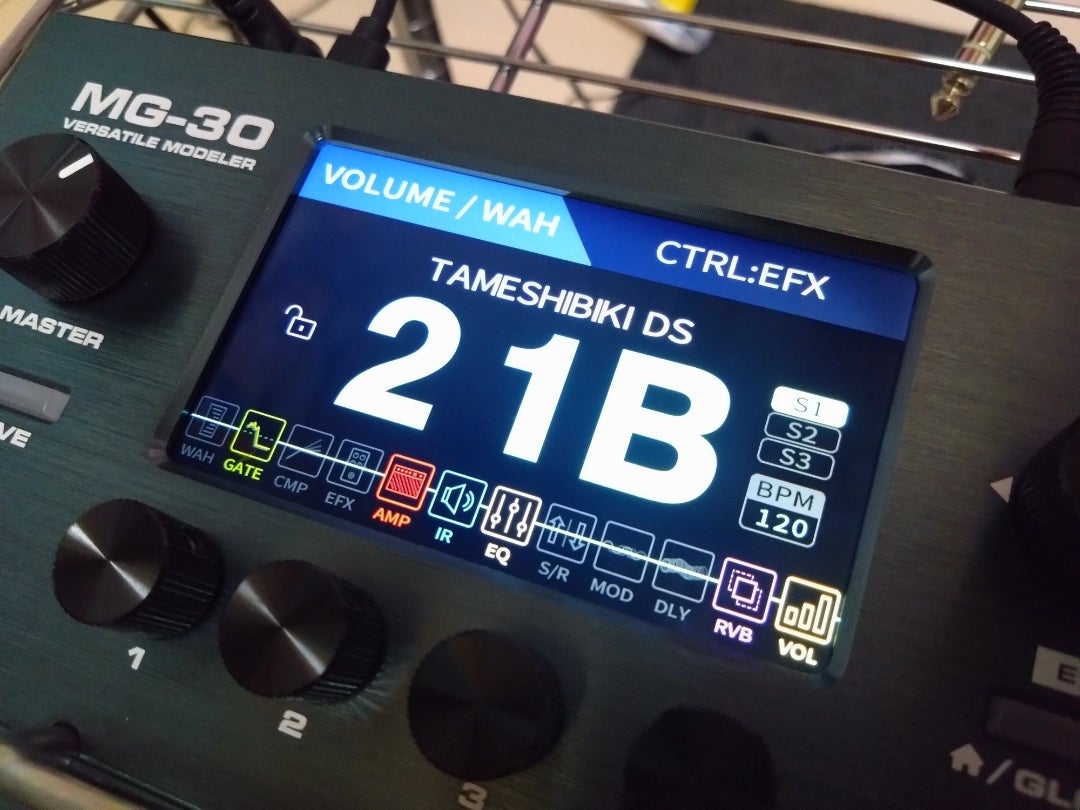 MG-30
VERSATILE MODELER
MASTER
VOLUME / WAH
CTRL:EFX
TAMESHIBIKI DS
21B
S1
S2
S3
BPM
120
WAH
GATE
CMP
EFX
AMP
IR
EQ
S/R
MOD
DLY
RVB
VOL
1
2
3